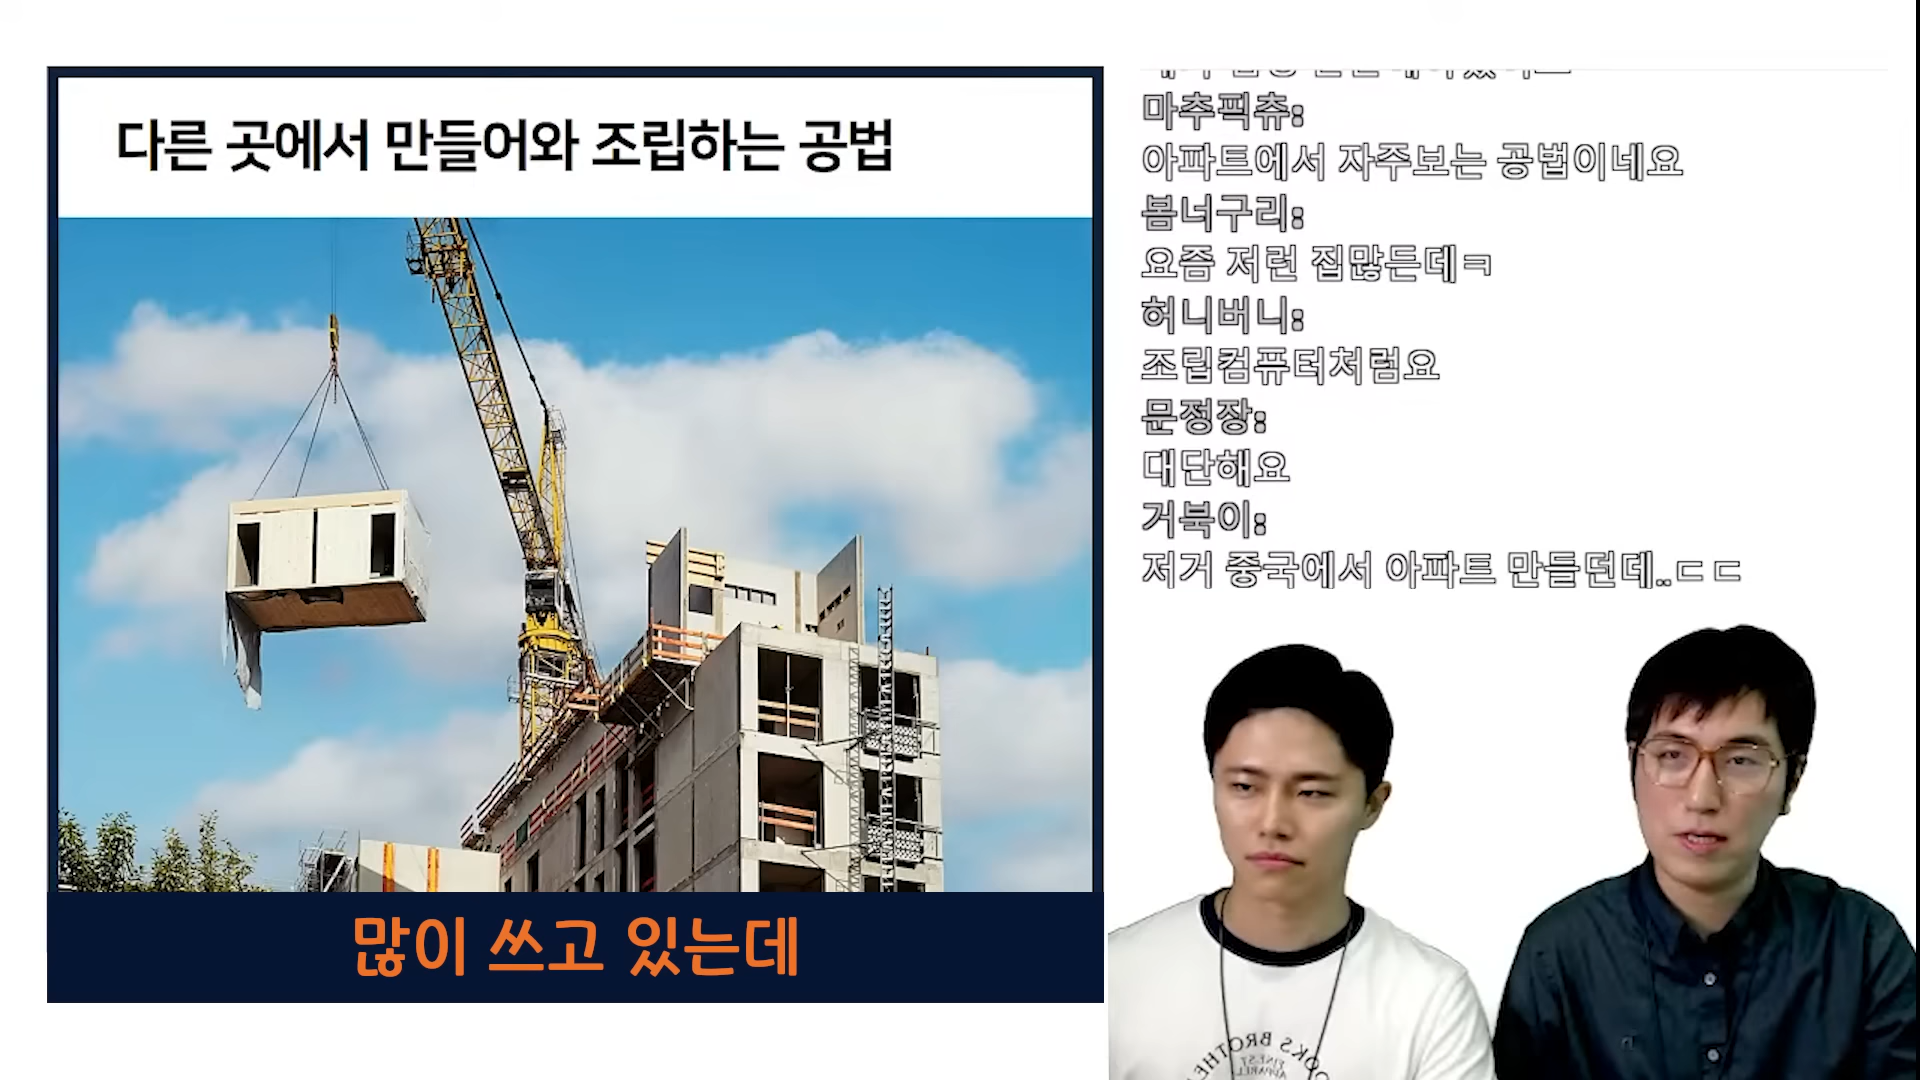 다른 곳에서 만들어와 조립하는 공법
많이 쓰고 있는데
마추픽츄:
아파트에서 자주보는 공법이네요
봄너구리:
요즘 저런 집많든데ㅋ
허니버니:
조립컴퓨터처럼요
문정장:
대단해요
거북이:
저거 중국에서 아파트 만들던데..ㄷㄷ